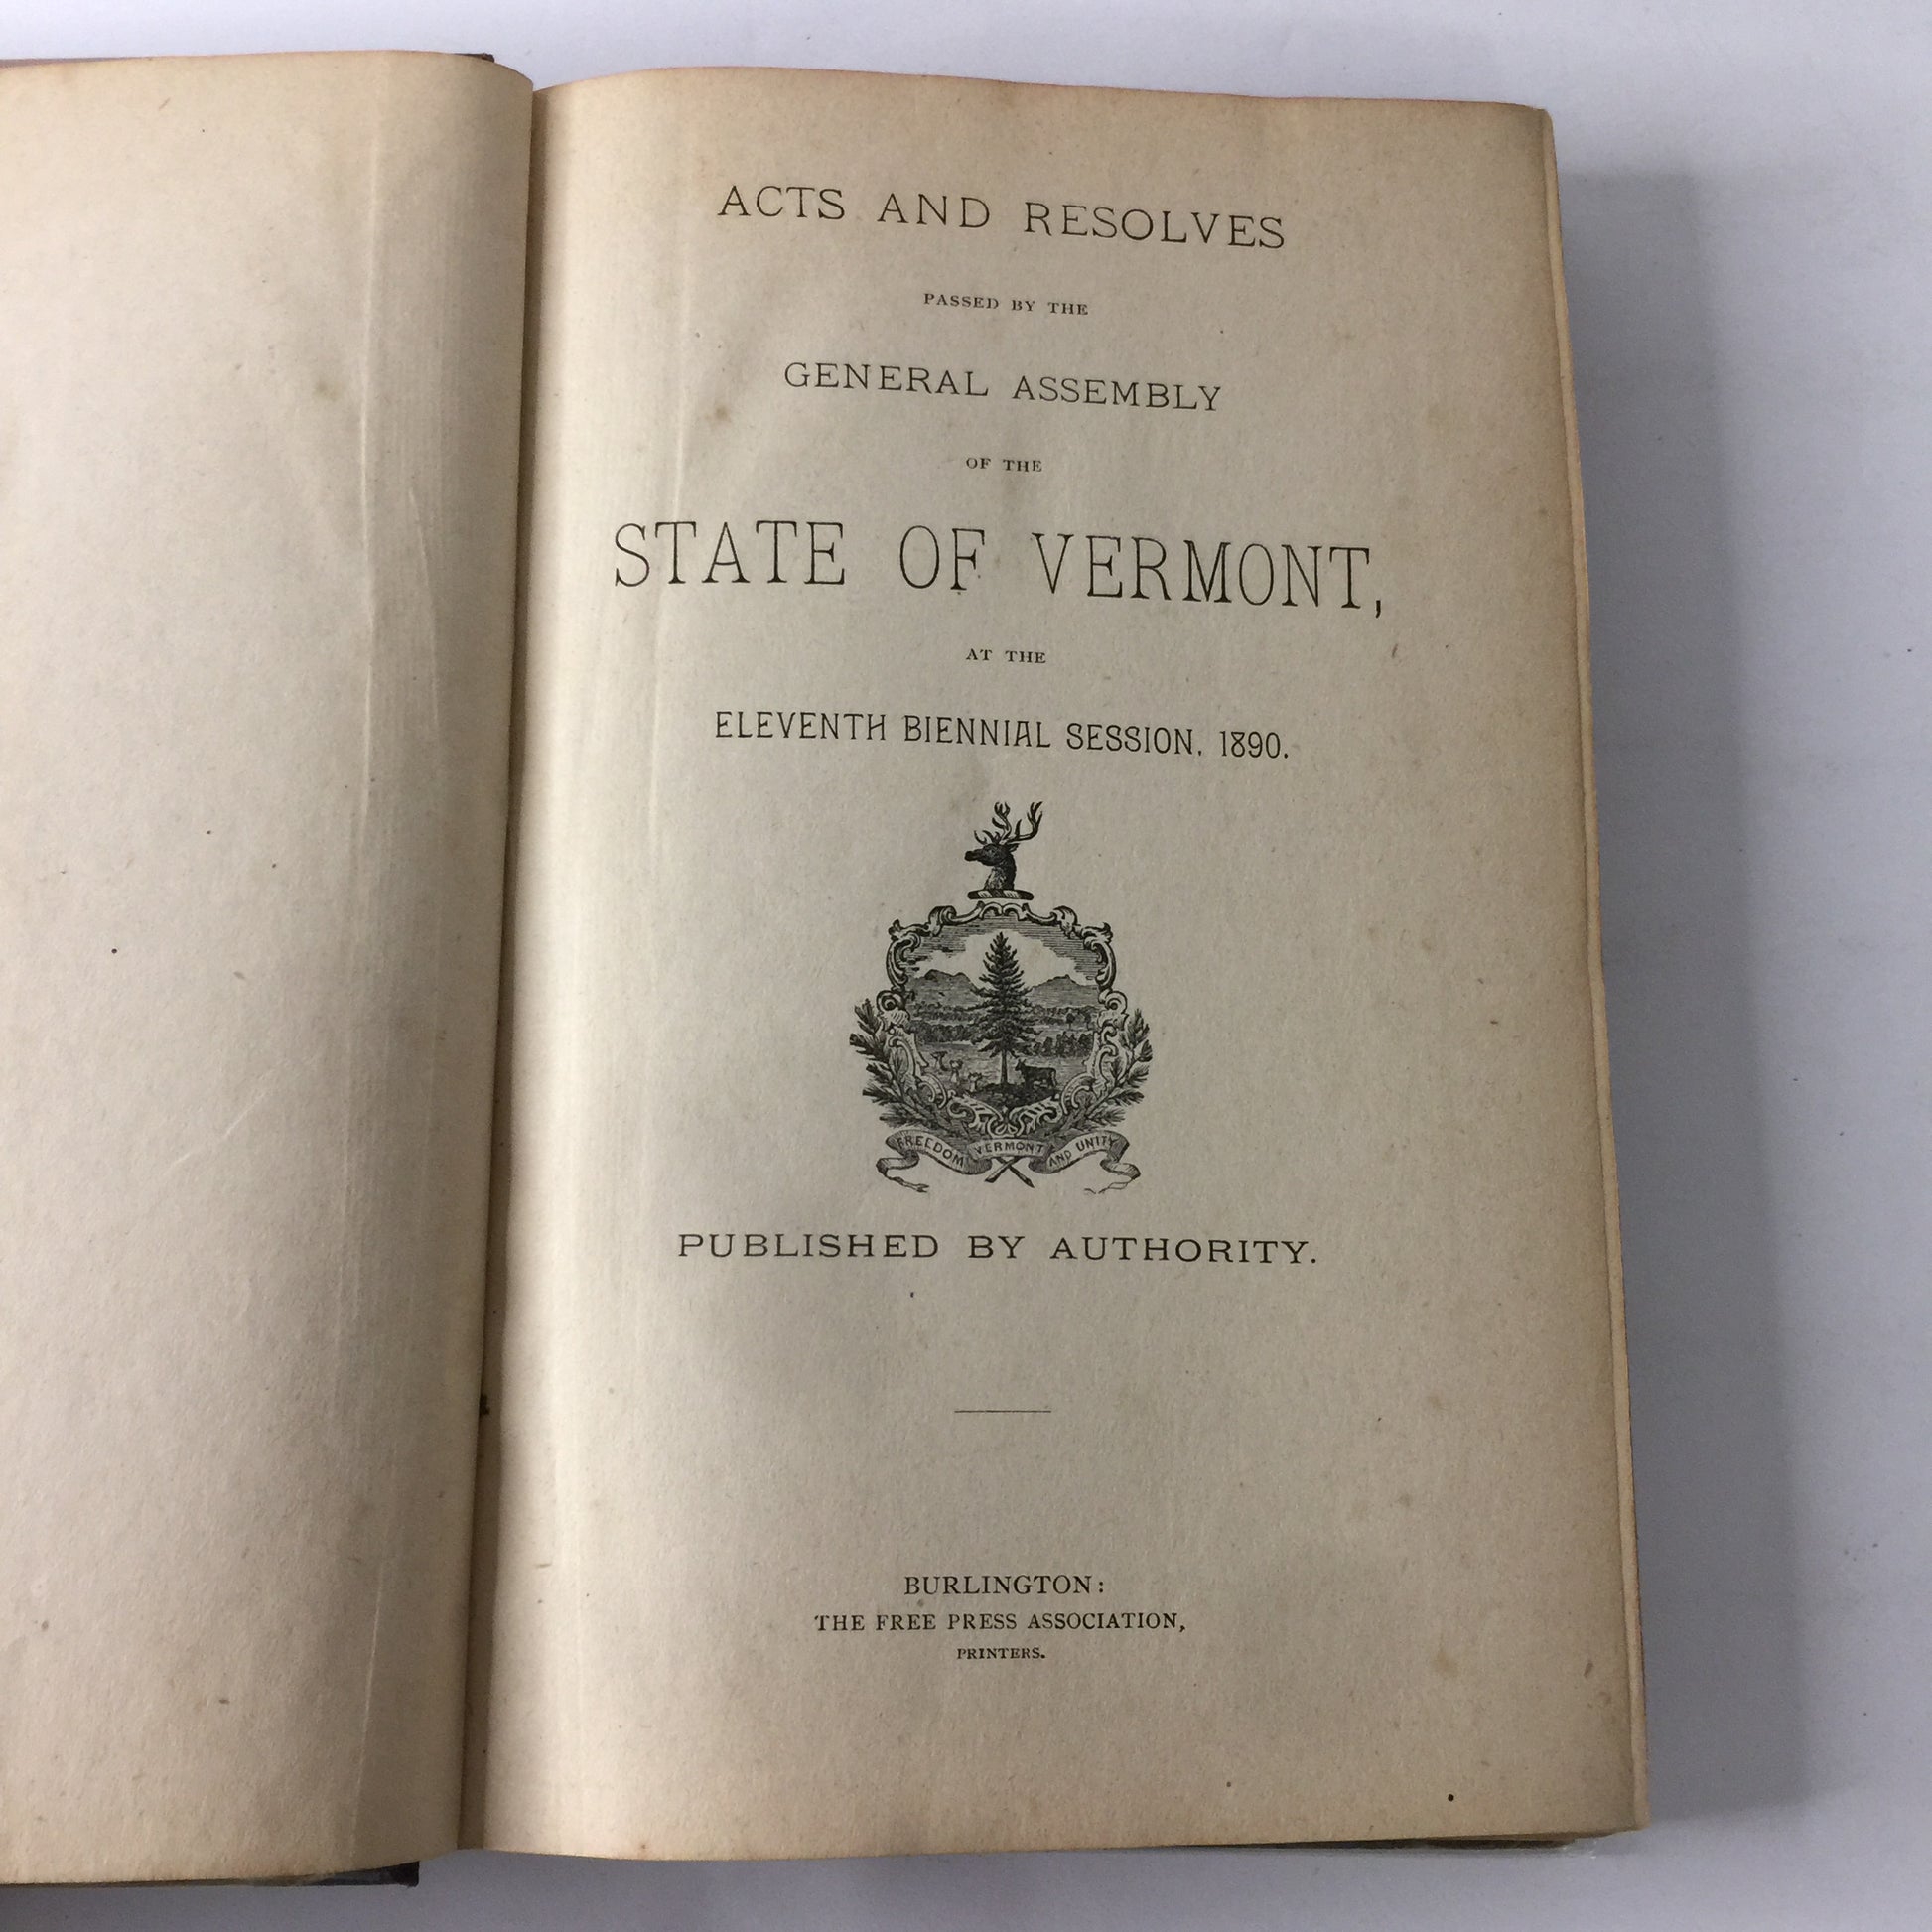 ACTS AND RESOLVES
PASSED BY THE
GENERAL ASSEMBLY
OF THE
STATE OF VERMONT,
AT THE
ELEVENTH BIENNIAL SESSION, 1890.
FREEDOM VERMONT AND UNITY
PUBLISHED BY AUTHORITY.
BURLINGTON:
THE FREE PRESS ASSOCIATION,
PRINTERS.